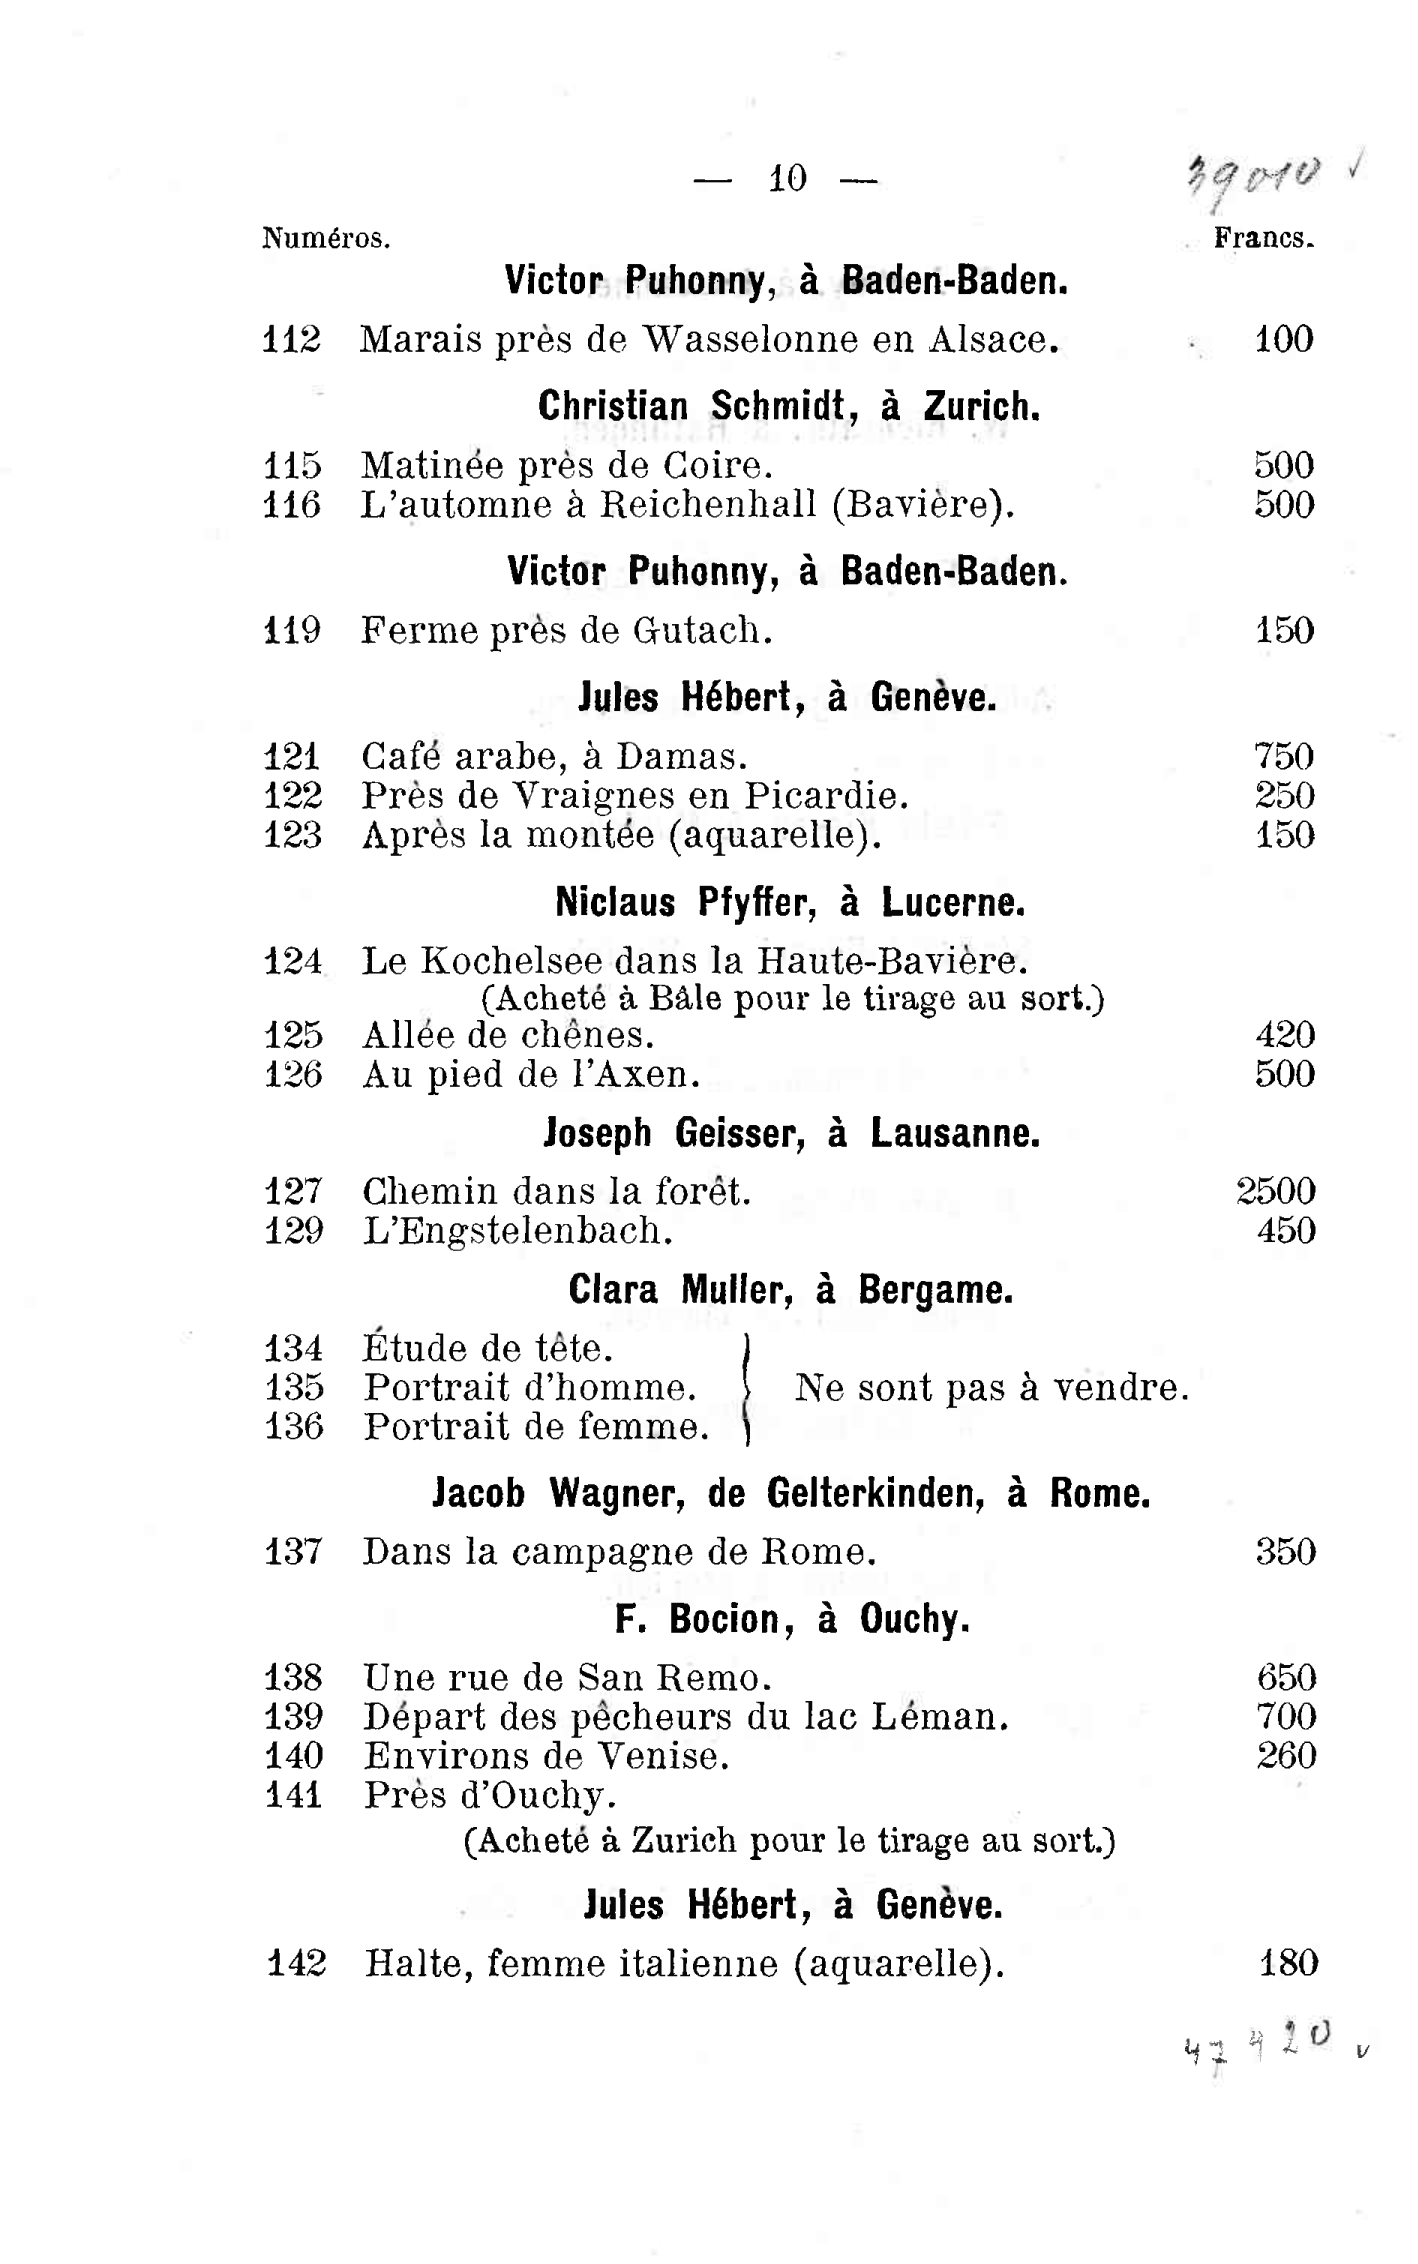 — 10 — 39010 ✓
Numéros. Francs.
Victor Puhonny, à Baden-Baden.
112 Marais près de Wasselonne en Alsace. 100
Christian Schmidt, à Zurich.
115 Matinée près de Coire. 500
116 L'automne à Reichenhall (Bavière). 500
Victor Puhonny, à Baden-Baden.
119 Ferme près de Gutach. 150
Jules Hébert, à Genève.
121 Café arabe, à Damas. 750
122 Près de Vraignes en Picardie. 250
123 Après la montée (aquarelle). 150
Niclaus Pfyffer, à Lucerne.
124 Le Kochelsee dans la Haute-Bavière.
(Acheté à Bâle pour le tirage au sort.)
125 Allée de chênes. 420
126 Au pied de l'Axen. 500
Joseph Geisser, à Lausanne.
127 Chemin dans la forêt. 2500
129 L'Engstelenbach. 450
Clara Muller, à Bergame.
134 Étude de tête.
135 Portrait d'homme. } Ne sont pas à vendre.
136 Portrait de femme.
Jacob Wagner, de Gelterkinden, à Rome.
137 Dans la campagne de Rome. 350
F. Bocion, à Ouchy.
138 Une rue de San Remo. 650
139 Départ des pêcheurs du lac Léman. 700
140 Environs de Venise. 260
141 Près d'Ouchy.
(Acheté à Zurich pour le tirage au sort.)
Jules Hébert, à Genève.
142 Halte, femme italienne (aquarelle). 180
47420 ✓